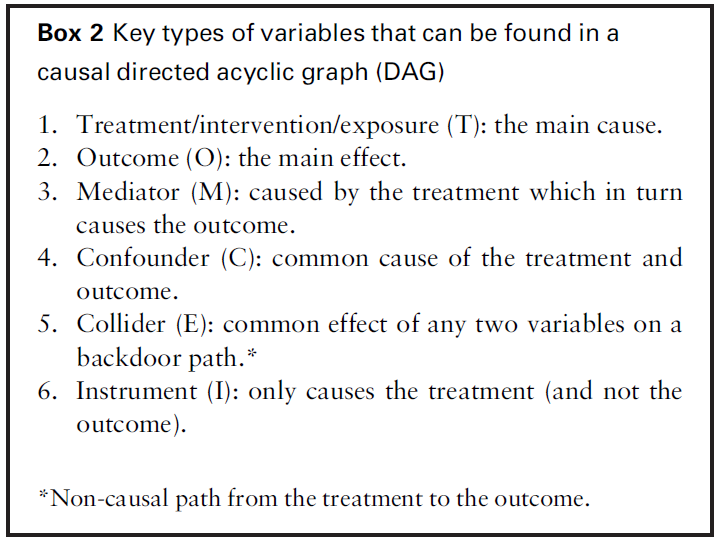 Box 2 Key types of variables that can be found in a
causal directed acyclic graph (DAG)
1. Treatment/intervention/exposure (T): the main cause.
2. Outcome (O): the main effect.
3. Mediator (M): caused by the treatment which in turn
causes the outcome.
4. Confounder (C): common cause of the treatment and
outcome.
5. Collider (E): common effect of any two variables on a
backdoor path.*
6. Instrument (I): only causes the treatment (and not the
outcome).
*Non-causal path from the treatment to the outcome.